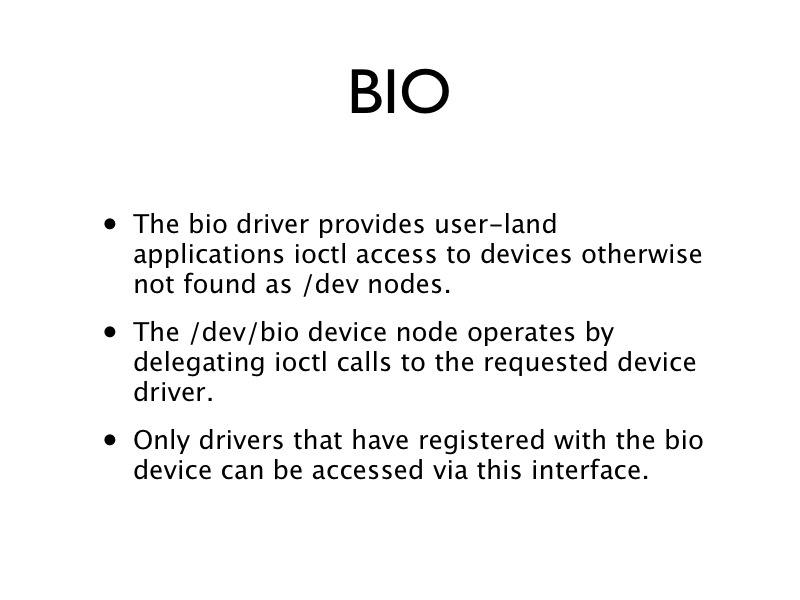 BIO
• The bio driver provides user-land
applications ioctl access to devices otherwise
not found as /dev nodes.
• The /dev/bio device node operates by
delegating ioctl calls to the requested device
driver.
• Only drivers that have registered with the bio
device can be accessed via this interface.